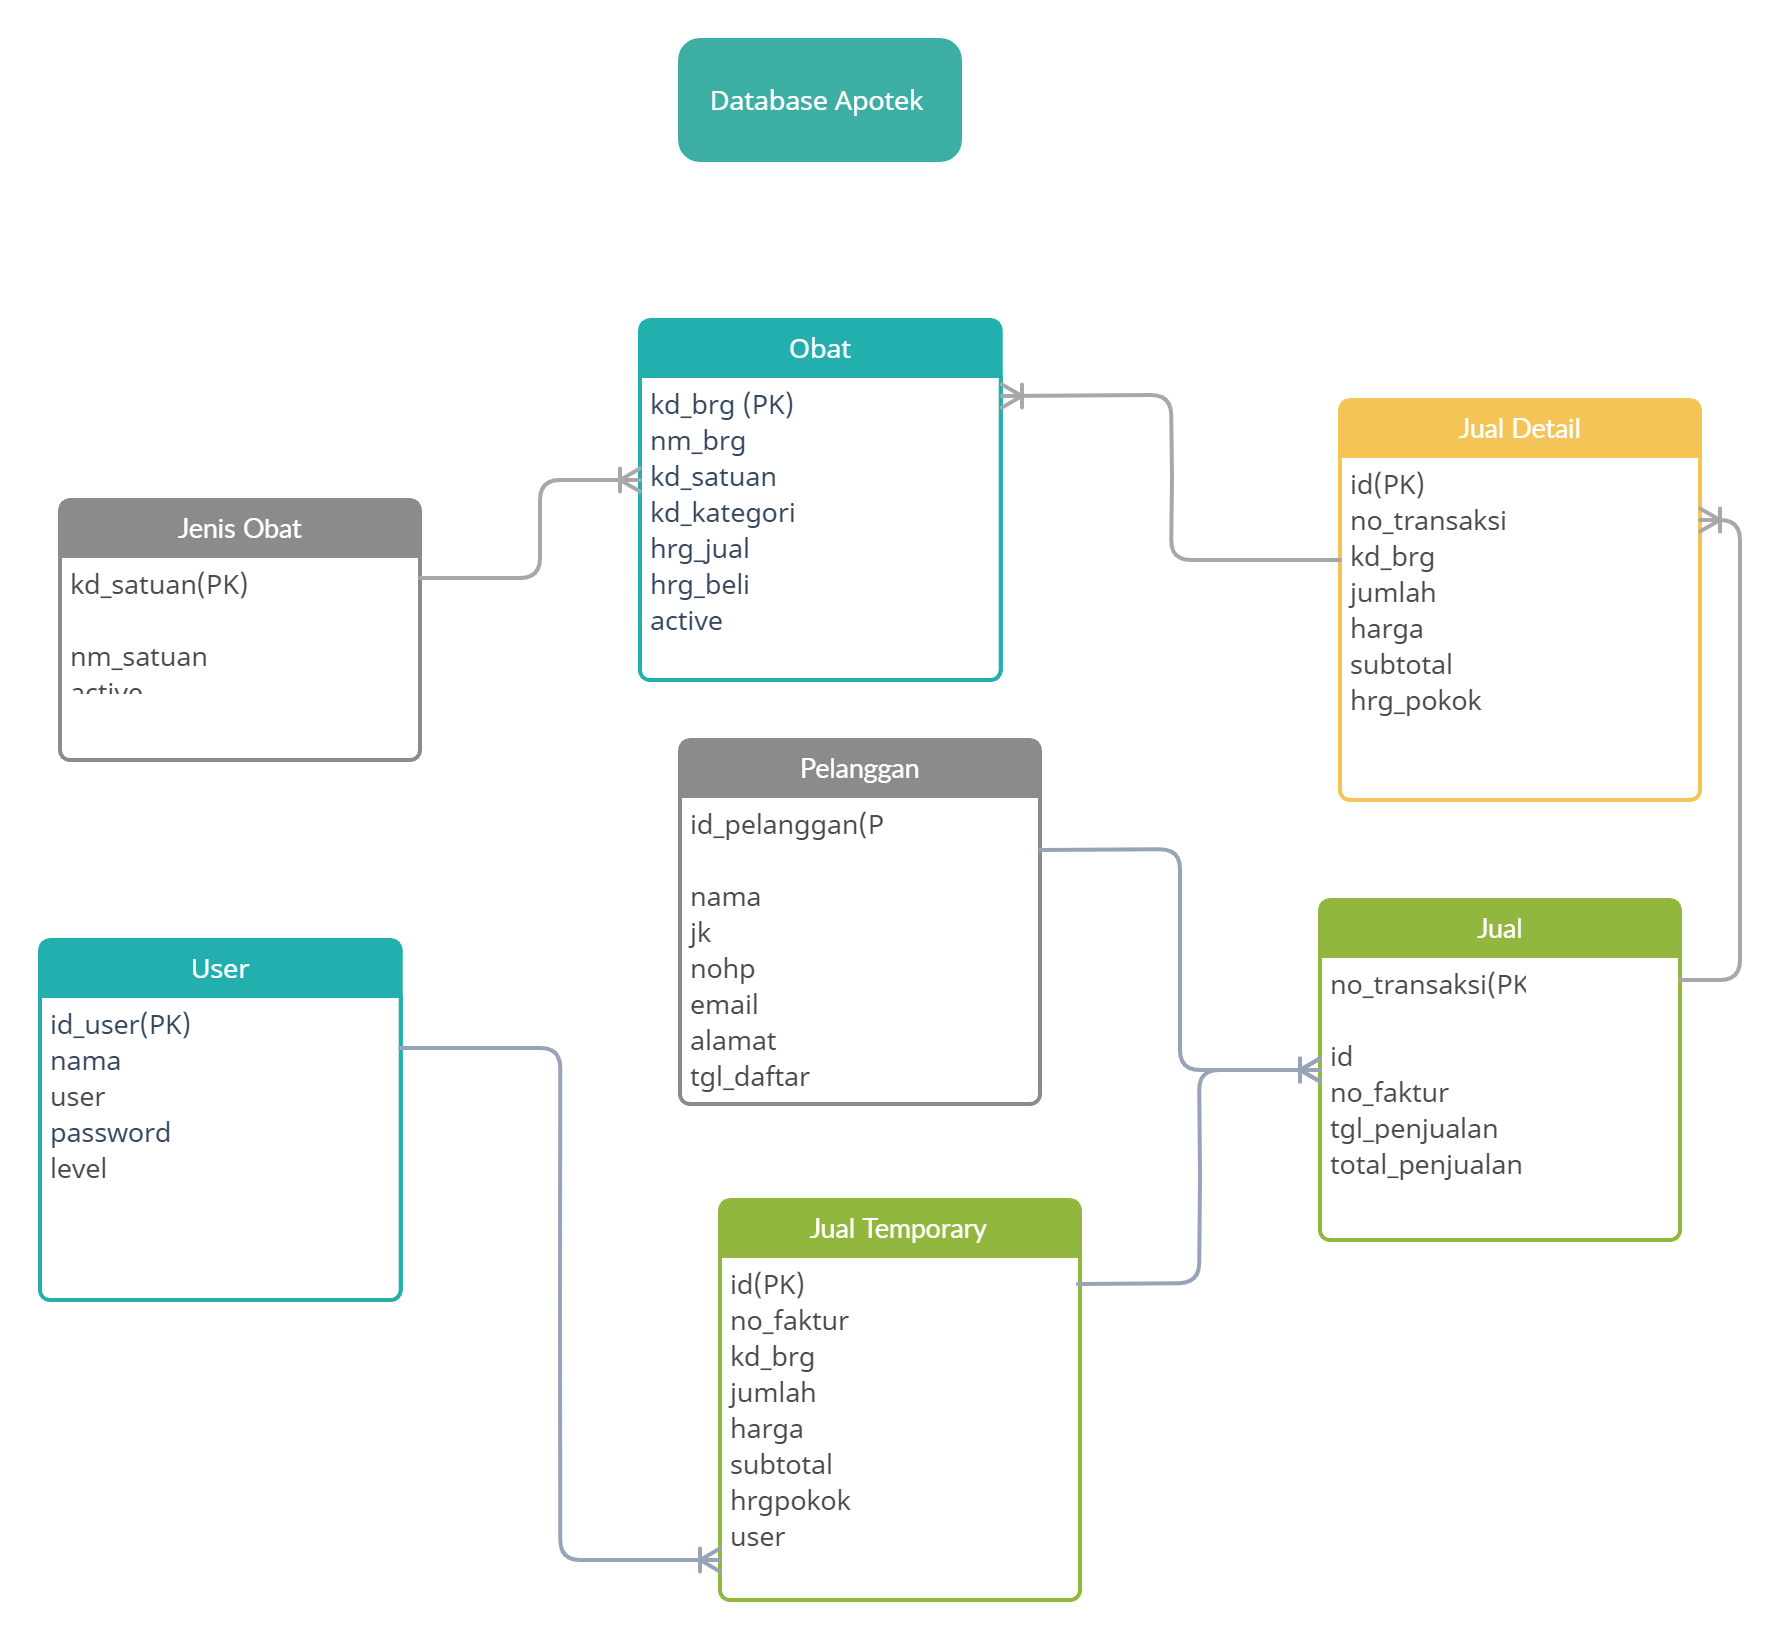 Database Apotek
Obat
kd_brg (PK)
nm_brg
kd_satuan
kd_kategori
hrg_jual
hrg_beli
active
Jual Detail
id(PK)
no_transaksi
kd_brg
jumlah
harga
subtotal
hrg_pokok
Jenis Obat
kd_satuan(PK)
nm_satuan
active
Pelanggan
id_pelanggan(P
nama
jk
nohp
email
alamat
tgl_daftar
Jual
no_transaksi(PK
id
no_faktur
tgl_penjualan
total_penjualan
User
id_user(PK)
nama
user
password
level
Jual Temporary
id(PK)
no_faktur
kd_brg
jumlah
harga
subtotal
hrgpokok
user